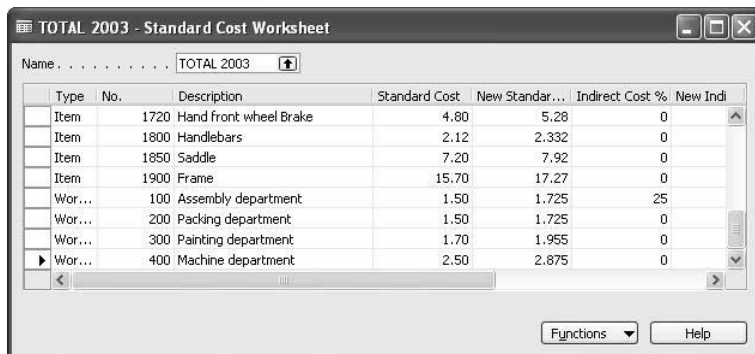 TOTAL 2003 - Standard Cost Worksheet
Name . . . . . . . . . . TOTAL 2003
Type No. Description Standard Cost New Standar... Indirect Cost % New Indi
Item 1720 Hand front wheel Brake 4.80 5.28 0
Item 1800 Handlebars 2.12 2.332 0
Item 1850 Saddle 7.20 7.92 0
Item 1900 Frame 15.70 17.27 0
Wor... 100 Assembly department 1.50 1.725 25
Wor... 200 Packing department 1.50 1.725 0
Wor... 300 Painting department 1.70 1.955 0
Wor... 400 Machine department 2.50 2.875 0
Functions Help